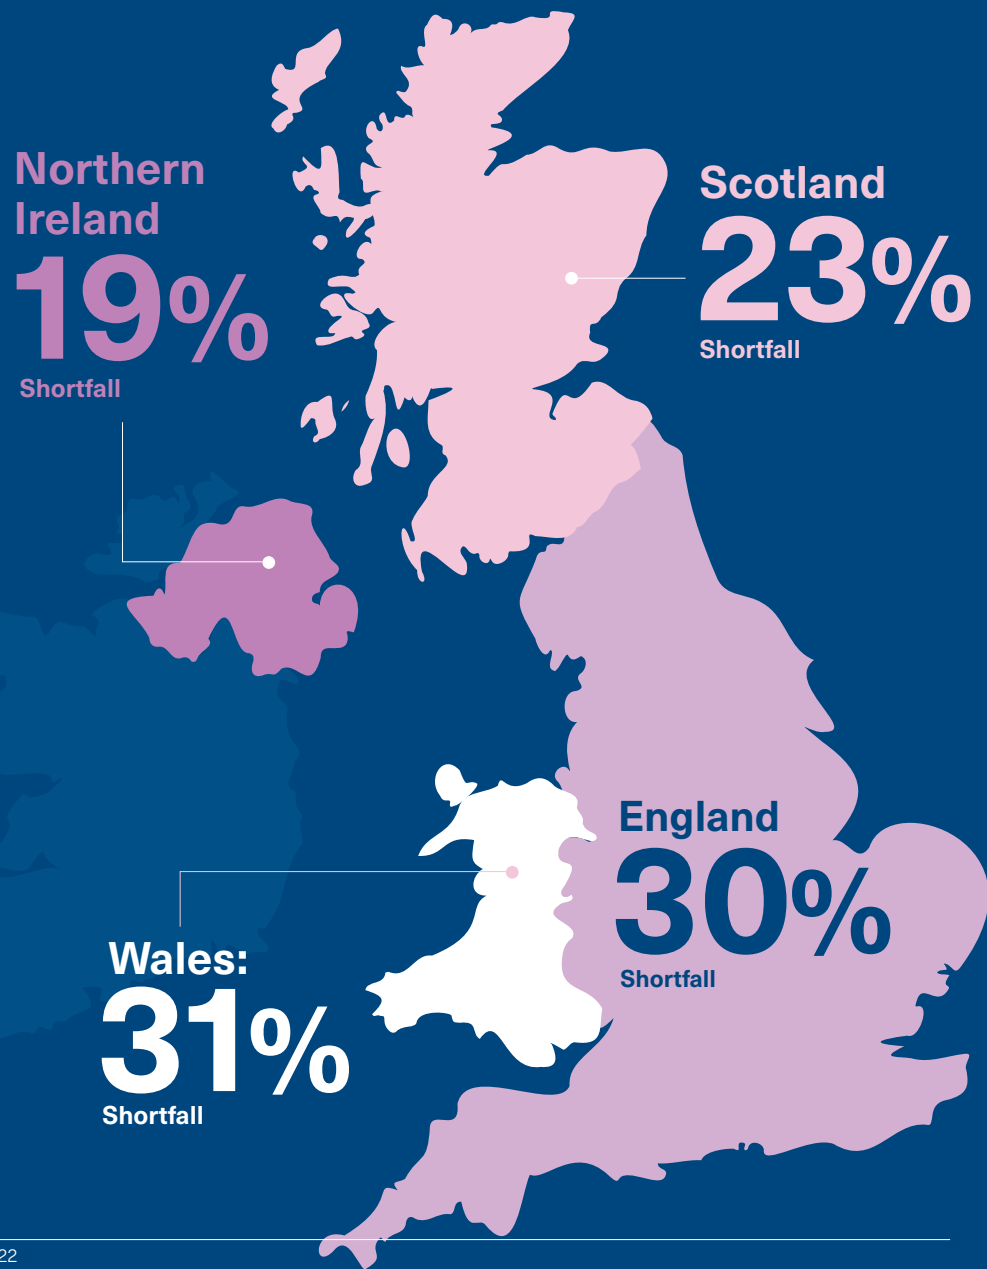 Northern
Ireland
19%
Shortfall
Scotland
23%
Shortfall
England
30%
Shortfall
Wales:
31%
Shortfall
22